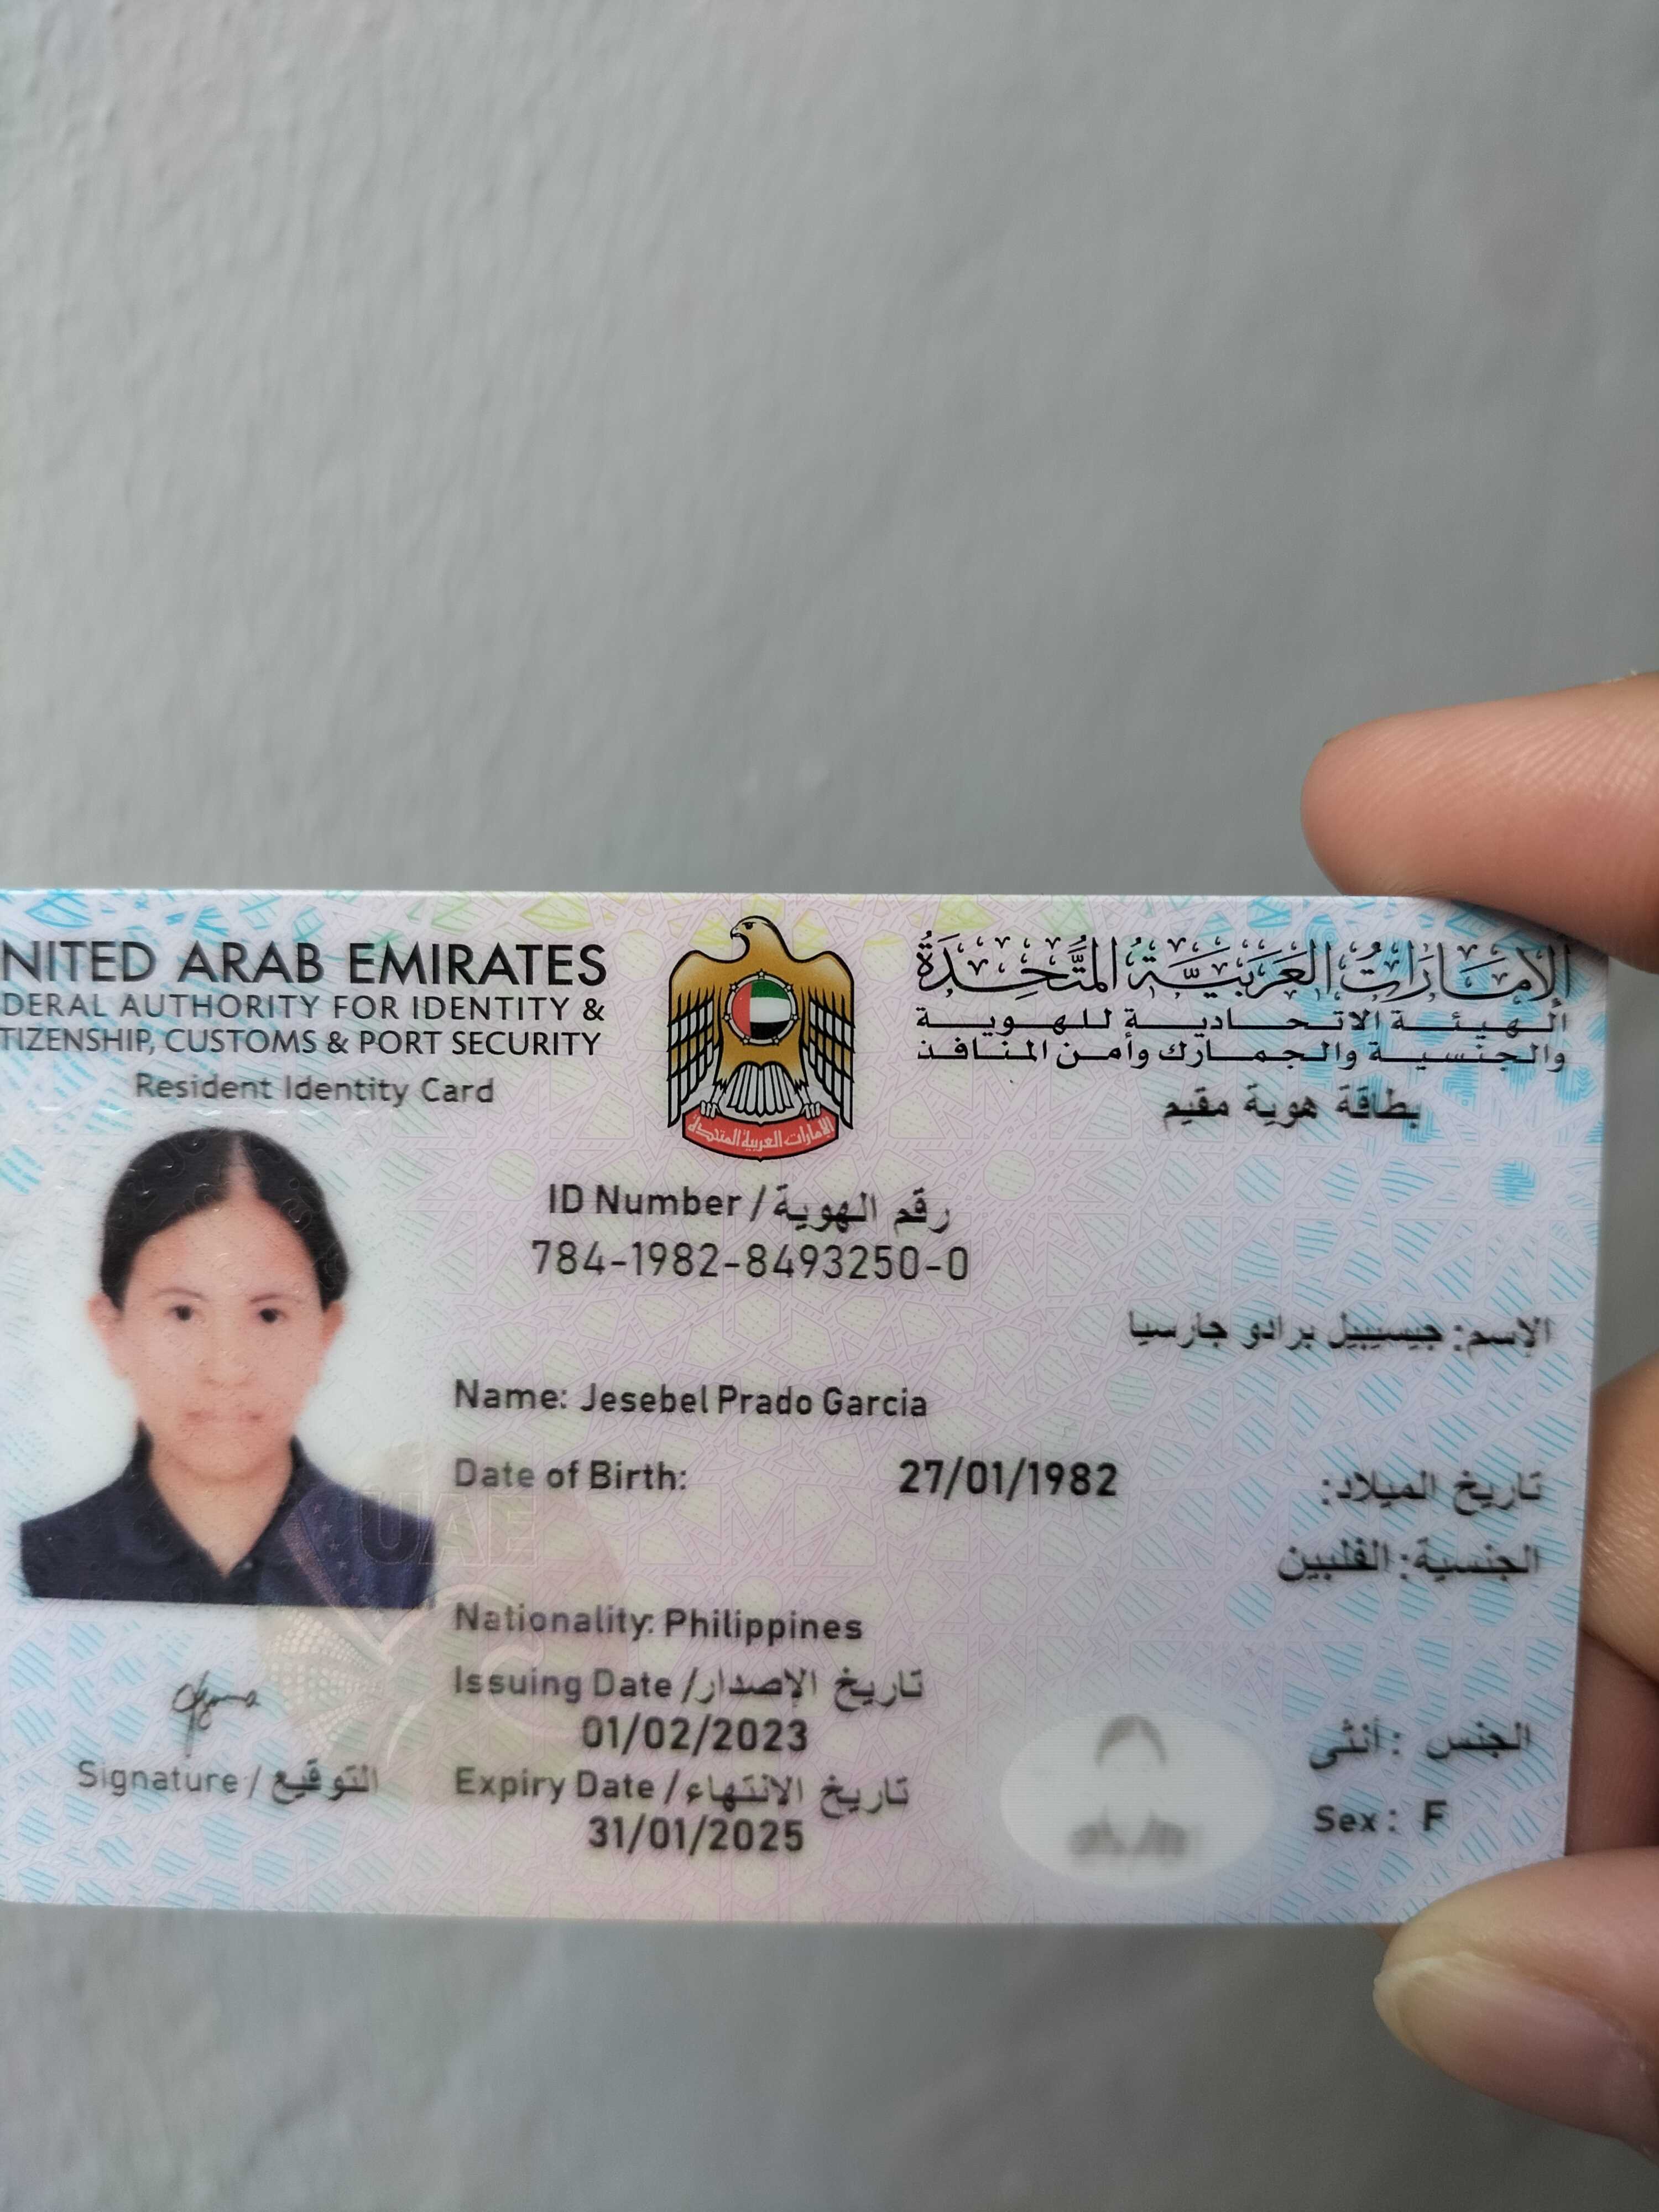 NITED ARAB EMIRATES
DERAL AUTHORITY FOR IDENTITY &
TIZENSHIP, CUSTOMS & PORT SECURITY
Resident Identity Card
الإمارات العربية المتحدة
الهيئة الاتحادية للهوية
والجنسية والجمارك وأمن المنافذ
بطاقة هوية مقيم
الإمارات العربية المتحدة
ID Number / رقم الهوية
784-1982-8493250-0
الإسم: جيسيبيل برادو جارسيا
Name: Jesebel Prado Garcia
Date of Birth: 27/01/1982 تاريخ الميلاد:
الجنسية: الفلبين
UAE
Nationality: Philippines
Issuing Date / تاريخ الإصدار
01/02/2023
Expiry Date / تاريخ الانتهاء
31/01/2025
Signature / التوقيع
الجنس : أنثى
Sex: F